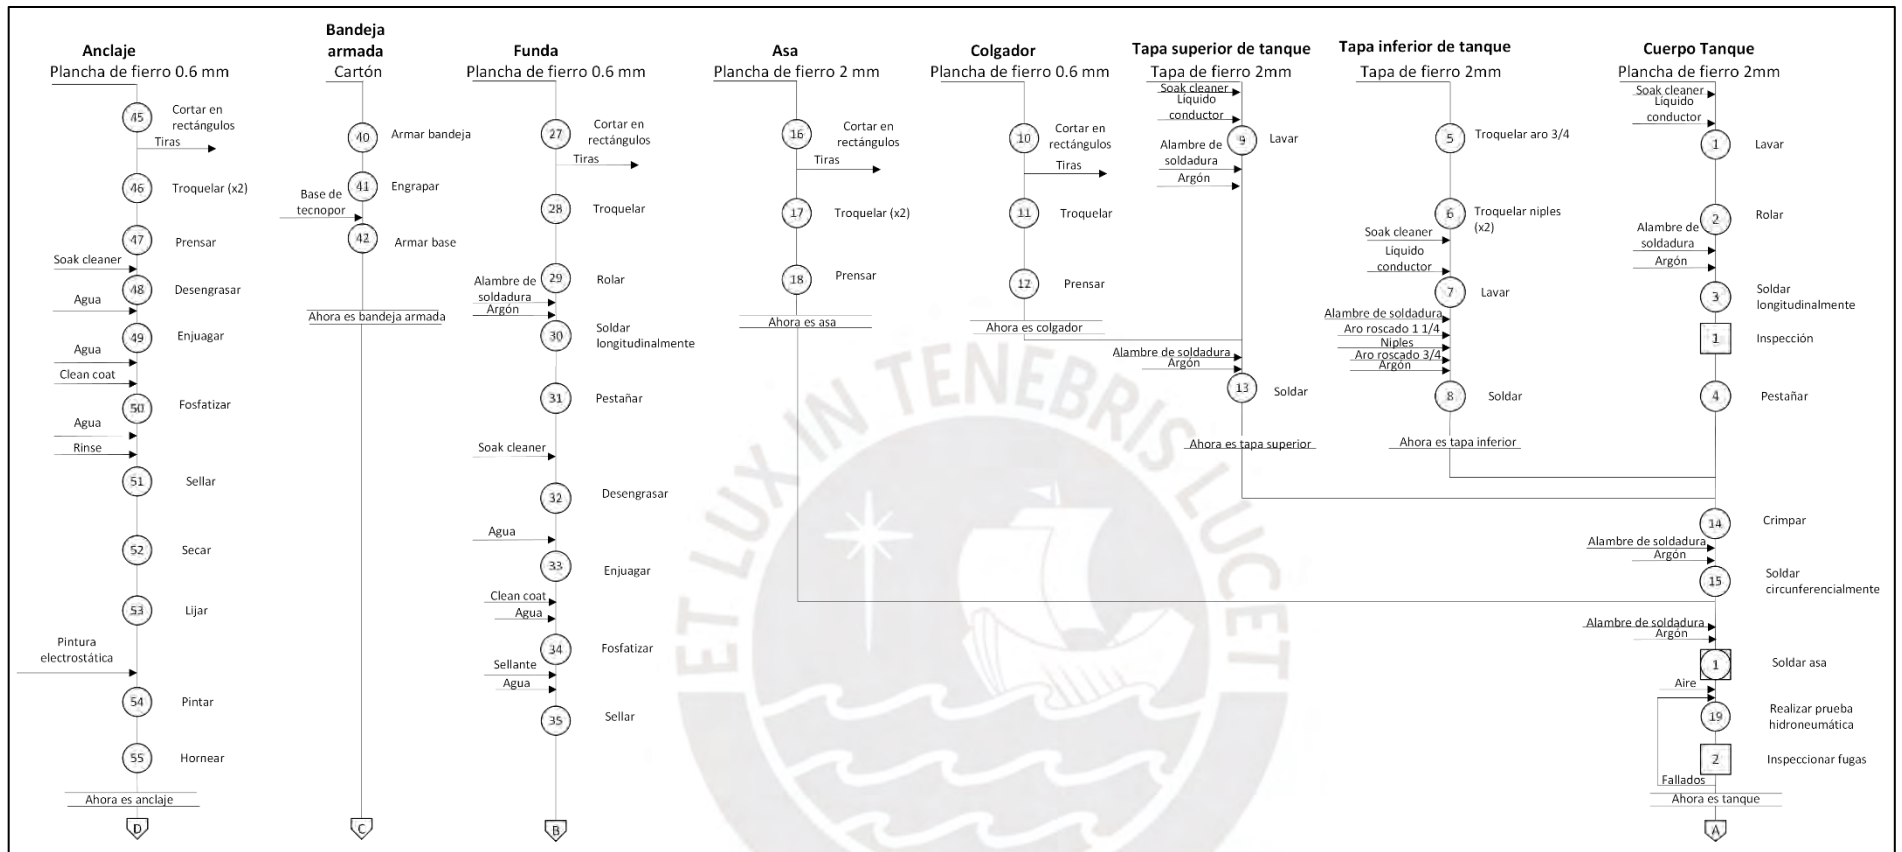 Anclaje
Plancha de fierro 0.6 mm
45
Cortar en
rectángulos
Tiras
46
Troquelar (x2)
47
Prensar
Soak cleaner
48
Desengrasar
Agua
49
Enjuagar
Agua
Clean coat
50
Fosfatizar
Agua
Rinse
51
Sellar
52
Secar
53
Lijar
Pintura
electrostática
54
Pintar
55
Hornear
Ahora es anclaje
D
Bandeja
armada
Cartón
40
Armar bandeja
41
Engrapar
Base de
tecnopor
42
Armar base
Ahora es bandeja armada
C
Funda
Plancha de fierro 0.6 mm
27
Cortar en
rectángulos
Tiras
28
Troquelar
29
Rolar
Alambre de
soldadura
Argón
30
Soldar
longitudinalmente
31
Pestañar
Soak cleaner
32
Desengrasar
Agua
33
Enjuagar
Clean coat
Agua
34
Fosfatizar
Sellante
Agua
35
Sellar
B
Asa
Plancha de fierro 2 mm
16
Cortar en
rectángulos
Tiras
17
Troquelar (x2)
18
Prensar
Ahora es asa
Colgador
Plancha de fierro 0.6 mm
10
Cortar en
rectángulos
Tiras
11
Troquelar
12
Prensar
Ahora es colgador
Tapa superior de tanque
Tapa de fierro 2mm
Soak cleaner
Líquido
conductor
9
Lavar
Alambre de
soldadura
Argón
Alambre de soldadura
Argón
13
Soldar
Ahora es tapa superior
Tapa inferior de tanque
Tapa de fierro 2mm
5
Troquelar aro 3/4
6
Troquelar niples
(x2)
Soak cleaner
Líquido
conductor
7
Lavar
Alambre de soldadura
Aro roscado 1 1/4
Niples
Aro roscado 3/4
Argón
8
Soldar
Ahora es tapa inferior
Cuerpo Tanque
Plancha de fierro 2mm
Soak cleaner
Líquido
conductor
1
Lavar
2
Rolar
Alambre de
soldadura
Argón
3
Soldar
longitudinalmente
1
Inspección
4
Pestañar
14
Crimpar
Alambre de soldadura
Argón
15
Soldar
circunferencialmente
Alambre de soldadura
Argón
1
Soldar asa
Aire
19
Realizar prueba
hidroneumática
2
Inspeccionar fugas
Fallados
Ahora es tanque
A
ET LUX IN TENEBRIS LUCET